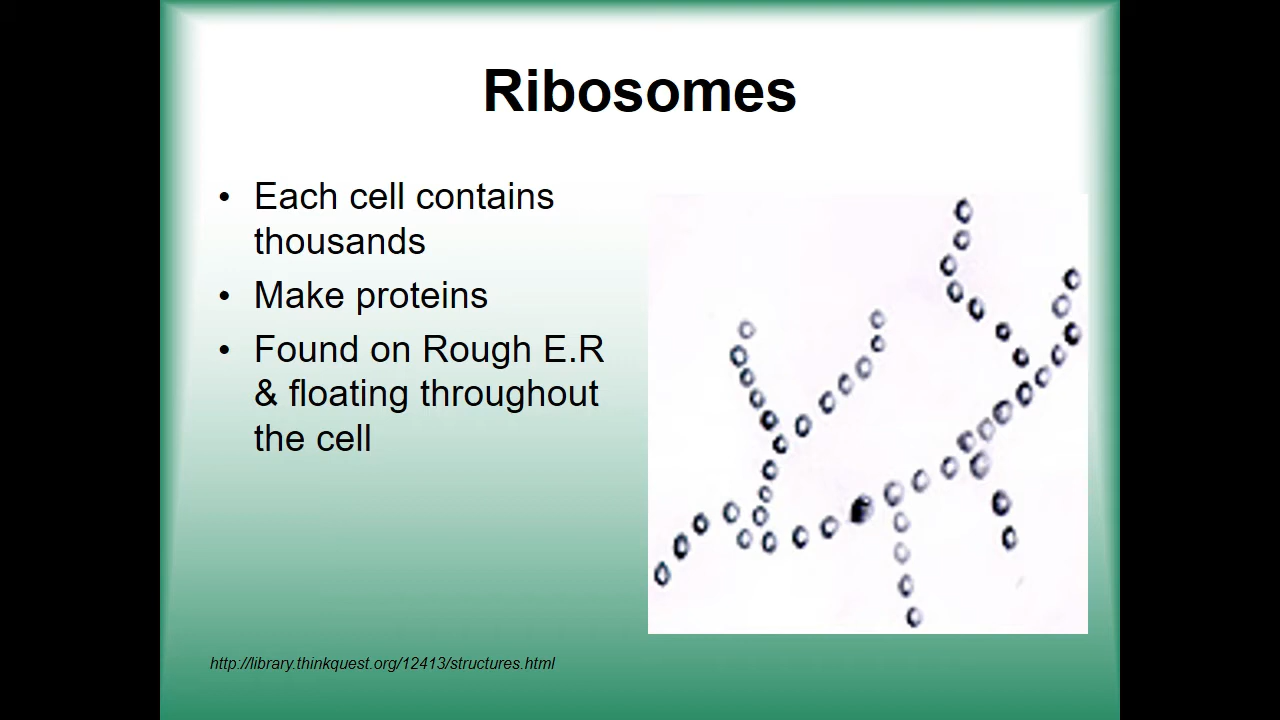 Ribosomes
• Each cell contains
thousands
• Make proteins
• Found on Rough E.R
& floating throughout
the cell
http://library.thinkquest.org/12413/structures.html